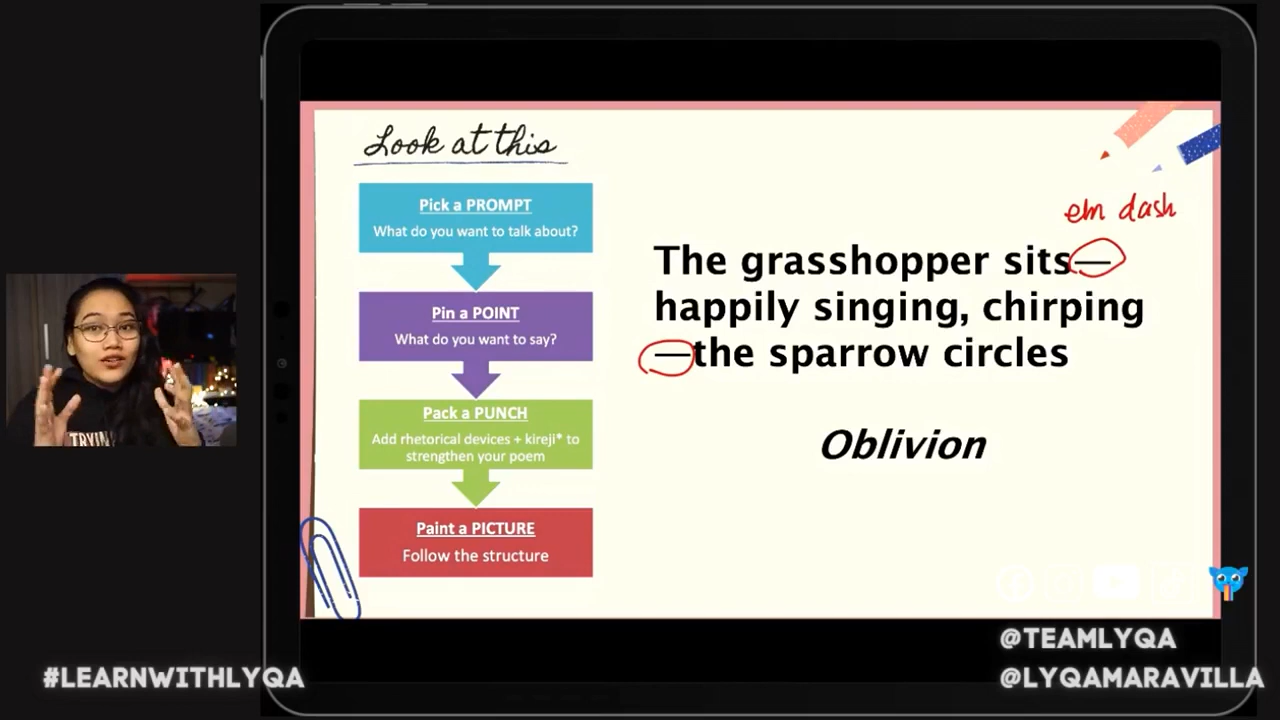 Look at this
Pick a PROMPT
What do you want to talk about?
Pin a POINT
What do you want to say?
Pack a PUNCH
Add rhetorical devices + kireji* to
strengthen your poem
Paint a PICTURE
Follow the structure
em dash
The grasshopper sits—
happily singing, chirping
—the sparrow circles
Oblivion
TRYIN
#LEARNWITHLYQA
@TEAMLYQA
@LYQAMARAVILLA